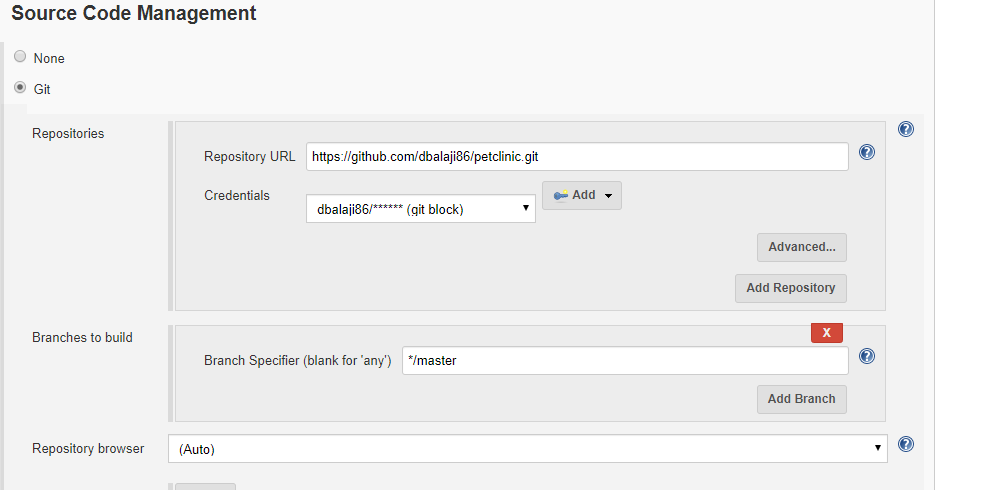 Source Code Management
None
Git
Repositories
Repository URL https://github.com/dbalaji86/petclinic.git
Credentials dbalaji86/****** (git block) Add
Advanced...
Add Repository
Branches to build
X
Branch Specifier (blank for 'any') */master
Add Branch
Repository browser (Auto)